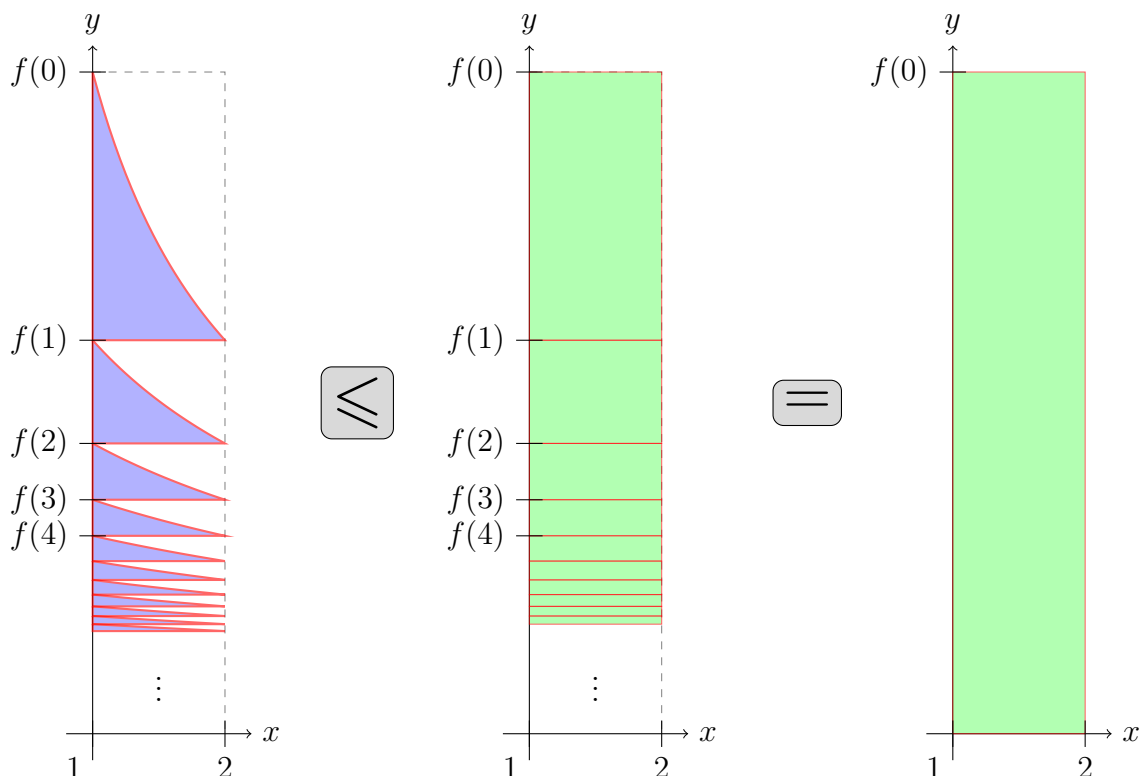 y
f(0)
f(1)
f(2)
f(3)
f(4)
⋮
x
1
2
⩽
y
f(0)
f(1)
f(2)
f(3)
f(4)
⋮
x
1
2
=
y
f(0)
x
1
2